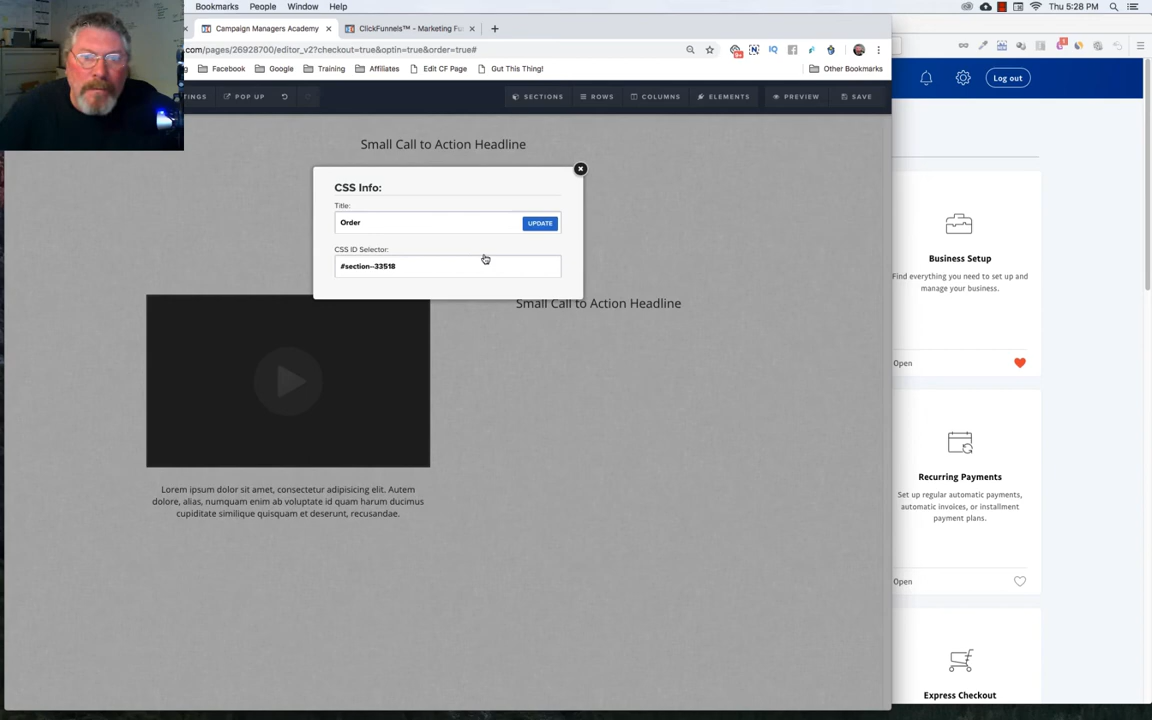 Bookmarks People Window Help
Thu 5:28 PM
Campaign Managers Academy
ClickFunnels™ - Marketing Fu
.com/pages/26928700/editor_v2?checkout=true&optin=true&order=true#
Facebook Google Training Affiliates Edit CF Page Gut This Thing! Other Bookmarks
TINGS POP UP SECTIONS ROWS COLUMNS ELEMENTS PREVIEW SAVE
Log out
Small Call to Action Headline
CSS Info:
Title:
Order
UPDATE
CSS ID Selector:
#section--33518
Small Call to Action Headline
Lorem ipsum dolor sit amet, consectetur adipisicing elit. Autem
dolore, alias, numquam enim ab voluptate id quam harum ducimus
cupiditate similique quisquam et deserunt, recusandae.
Business Setup
Find everything you need to set up and
manage your business.
Open
Recurring Payments
Set up regular automatic payments,
automatic invoices, or installment
payment plans.
Open
Express Checkout